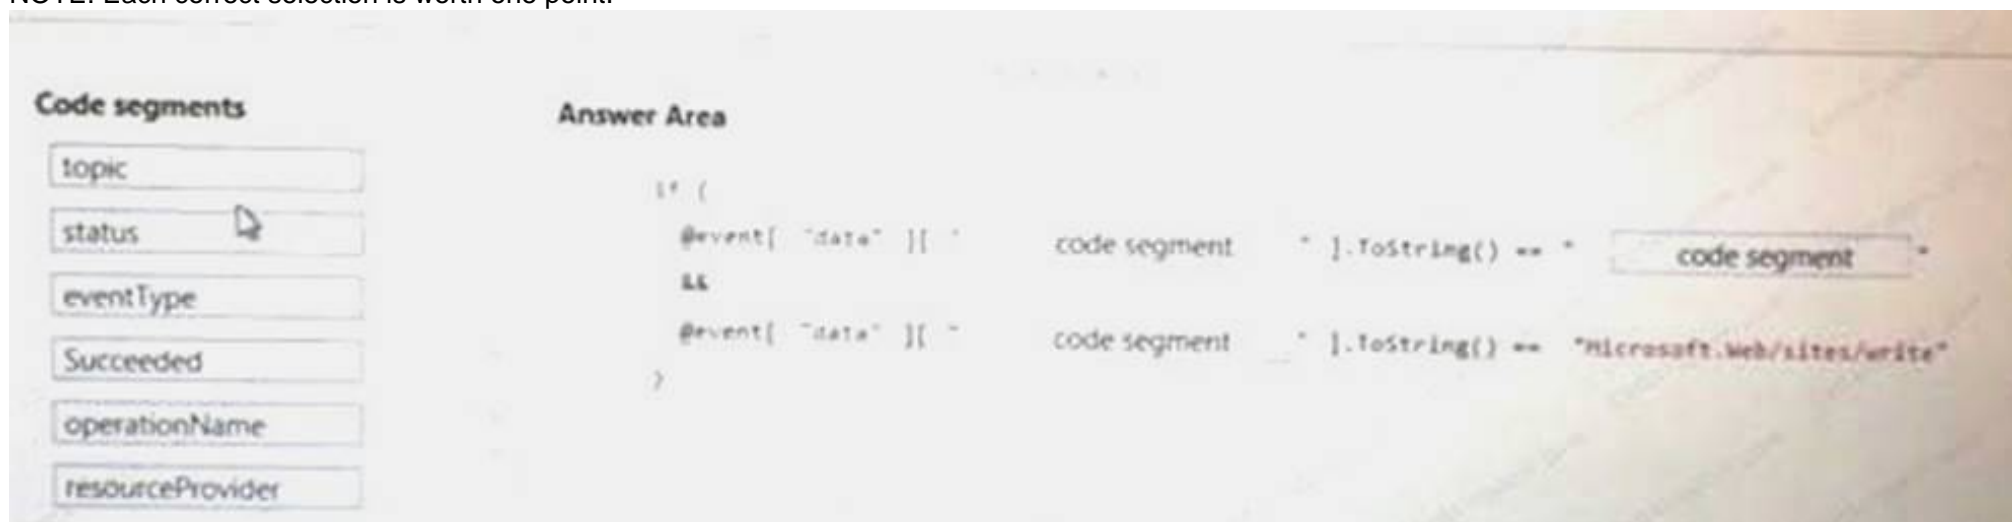 NOTE: Each correct selection is worth one point.
Code segments
topic
status
eventType
Succeeded
operationName
resourceProvider
Answer Area
if (
@event[ "data" ][ " code segment " ].ToString() == " code segment "
&&
@event[ "data" ][ " code segment " ].ToString() == "Microsoft.Web/sites/write"
)